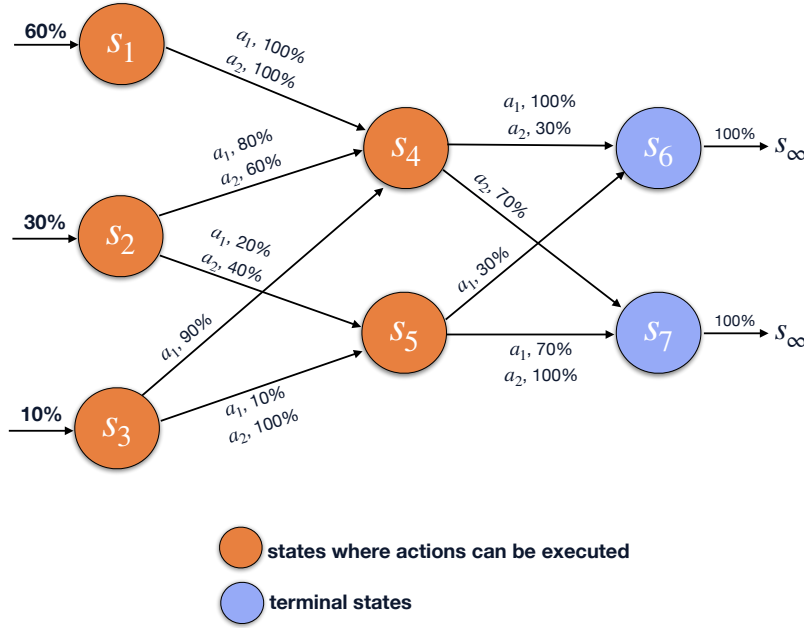 60%
s₁
a₁, 100%
a₂, 100%
30%
s₂
a₁, 80%
a₂, 60%
a₁, 20%
a₂, 40%
10%
s₃
a₁, 90%
a₁, 10%
a₂, 100%
s₄
a₁, 100%
a₂, 30%
a₂, 70%
s₅
a₁, 30%
a₁, 70%
a₂, 100%
s₆
100%
s∞
s₇
100%
s∞
states where actions can be executed
terminal states